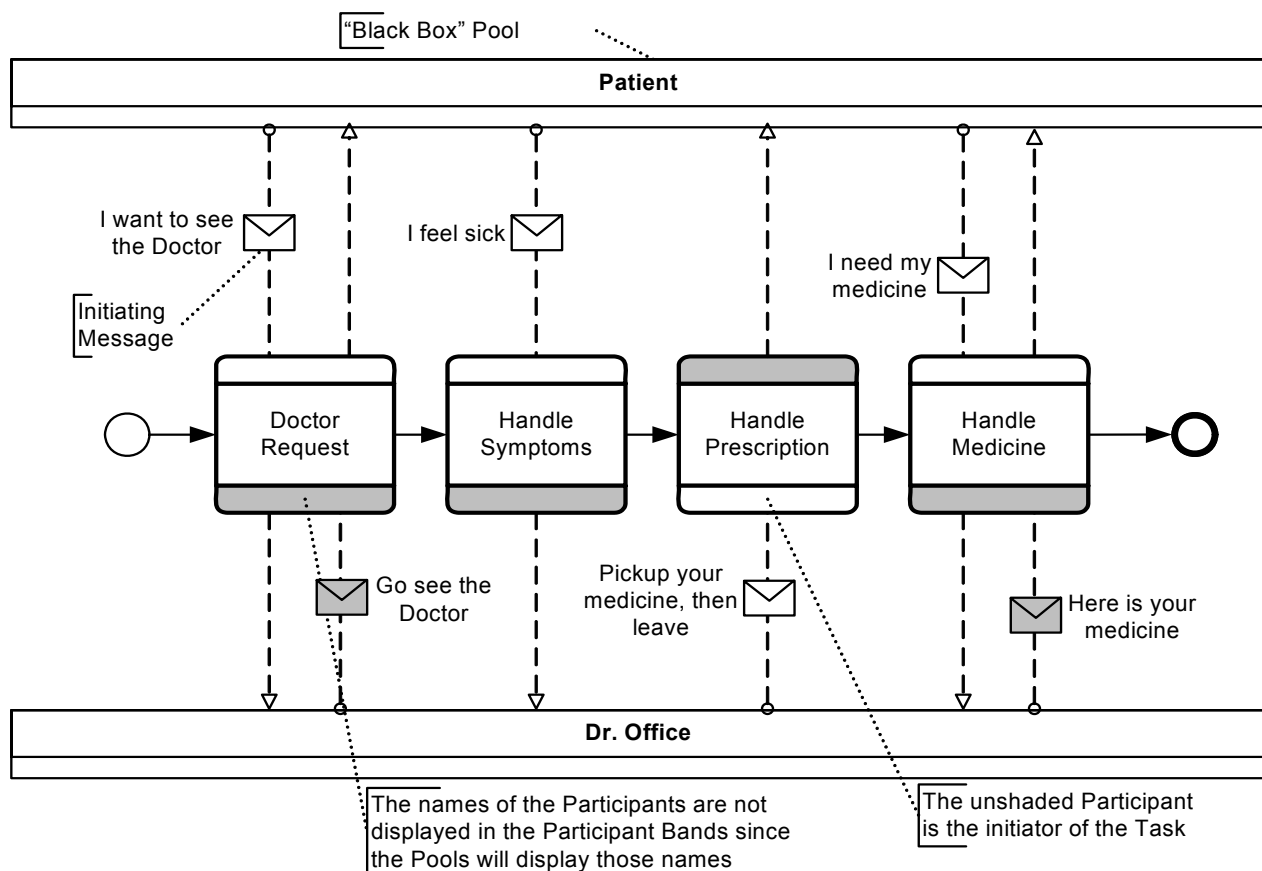 “Black Box” Pool
Patient
I want to see
the Doctor
I feel sick
I need my
medicine
Initiating
Message
Doctor
Request
Handle
Symptoms
Handle
Prescription
Handle
Medicine
Go see the
Doctor
Pickup your
medicine, then
leave
Here is your
medicine
Dr. Office
The names of the Participants are not
displayed in the Participant Bands since
the Pools will display those names
The unshaded Participant
is the initiator of the Task